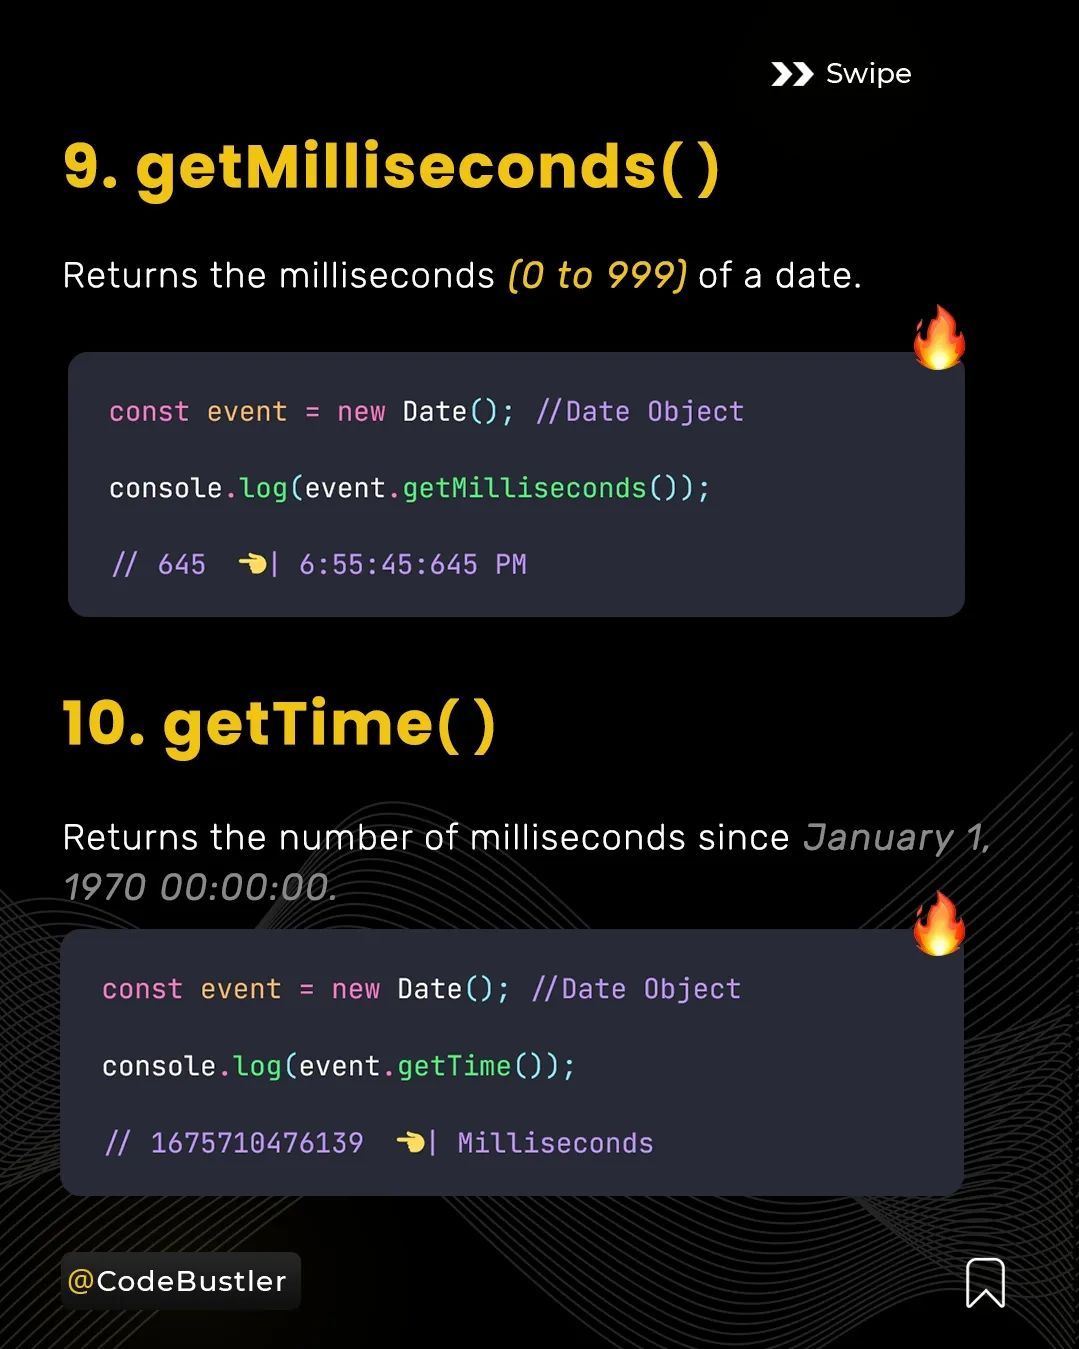 Swipe
9. getMilliseconds( )
Returns the milliseconds (0 to 999) of a date.
const event = new Date(); //Date Object
console.log(event.getMilliseconds());
// 645 👈| 6:55:45:645 PM
10. getTime( )
Returns the number of milliseconds since January 1,
1970 00:00:00.
const event = new Date(); //Date Object
console.log(event.getTime());
// 1675710476139 👈| Milliseconds
@CodeBustler